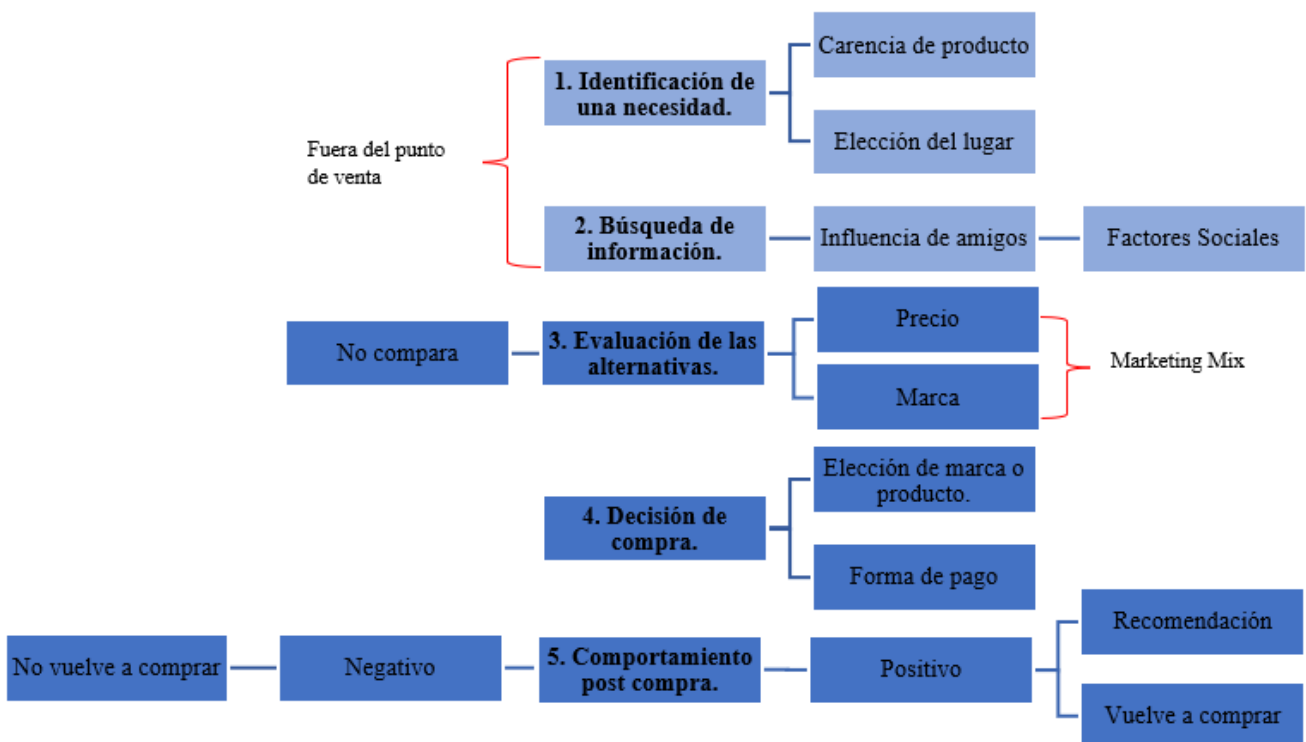 Carencia de producto
1. Identificación de
una necesidad.
Elección del lugar
Fuera del punto
de venta
2. Búsqueda de
información.
Influencia de amigos
Factores Sociales
No compara
3. Evaluación de las
alternativas.
Precio
Marca
Marketing Mix
Elección de marca o
producto.
4. Decisión de
compra.
Forma de pago
No vuelve a comprar
Negativo
5. Comportamiento
post compra.
Positivo
Recomendación
Vuelve a comprar